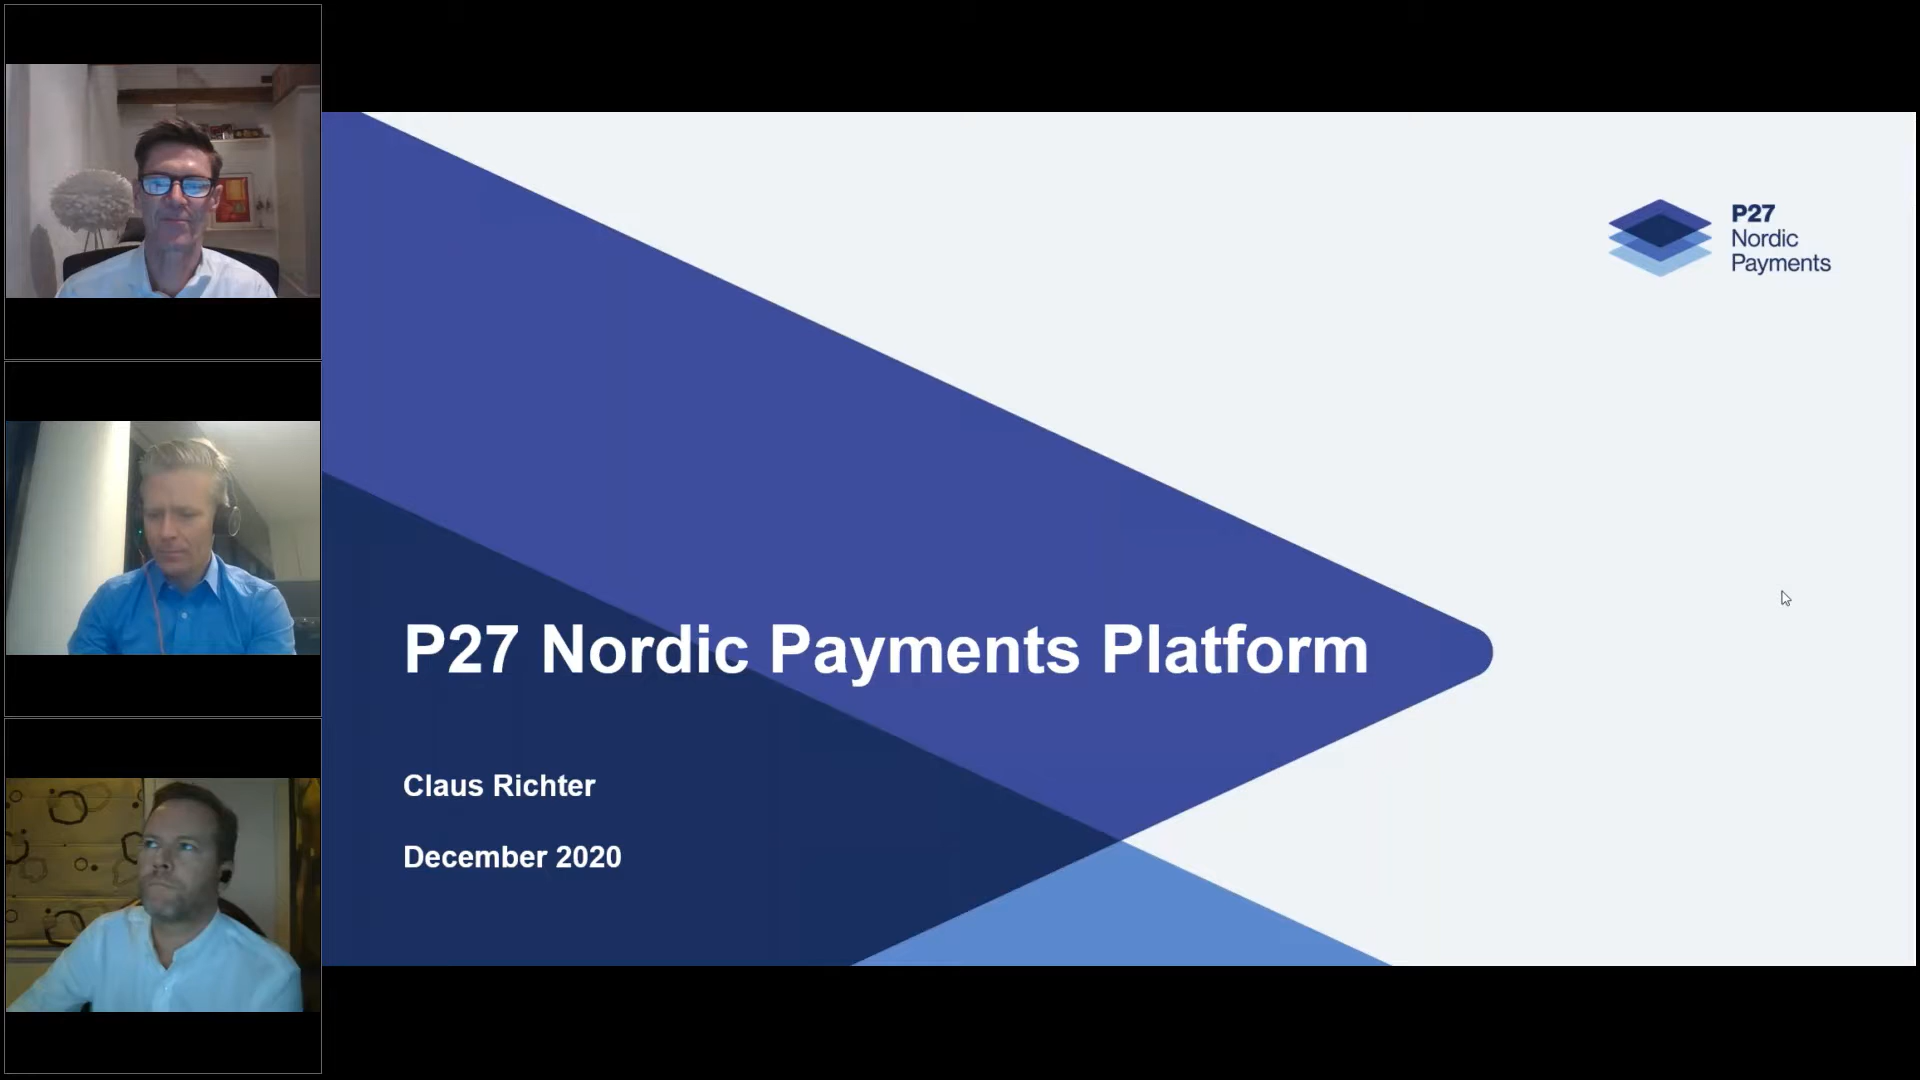 P27
Nordic
Payments
P27 Nordic Payments Platform
Claus Richter
December 2020